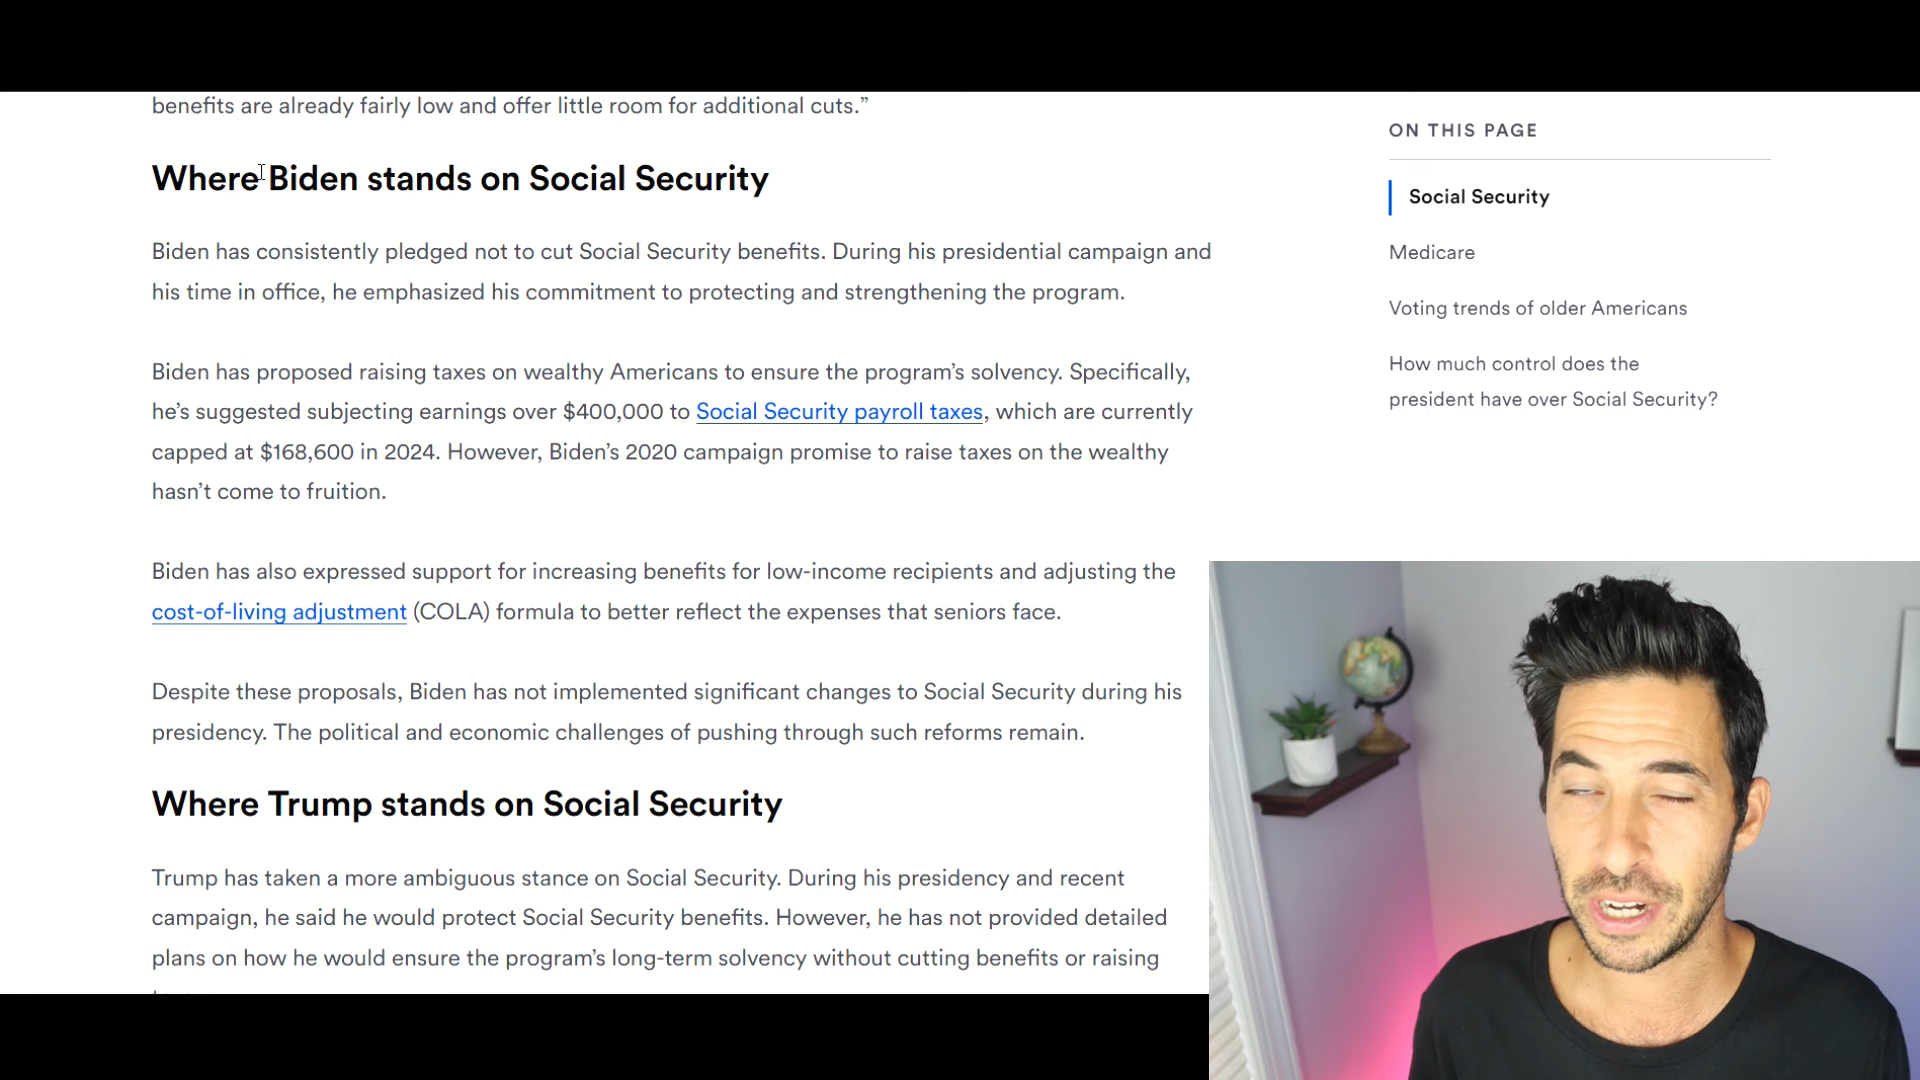 benefits are already fairly low and offer little room for additional cuts.”
Where Biden stands on Social Security
Biden has consistently pledged not to cut Social Security benefits. During his presidential campaign and
his time in office, he emphasized his commitment to protecting and strengthening the program.
Biden has proposed raising taxes on wealthy Americans to ensure the program’s solvency. Specifically,
he’s suggested subjecting earnings over $400,000 to Social Security payroll taxes, which are currently
capped at $168,600 in 2024. However, Biden’s 2020 campaign promise to raise taxes on the wealthy
hasn’t come to fruition.
Biden has also expressed support for increasing benefits for low-income recipients and adjusting the
cost-of-living adjustment (COLA) formula to better reflect the expenses that seniors face.
Despite these proposals, Biden has not implemented significant changes to Social Security during his
presidency. The political and economic challenges of pushing through such reforms remain.
Where Trump stands on Social Security
Trump has taken a more ambiguous stance on Social Security. During his presidency and recent
campaign, he said he would protect Social Security benefits. However, he has not provided detailed
plans on how he would ensure the program’s long-term solvency without cutting benefits or raising
ON THIS PAGE
Social Security
Medicare
Voting trends of older Americans
How much control does the
president have over Social Security?